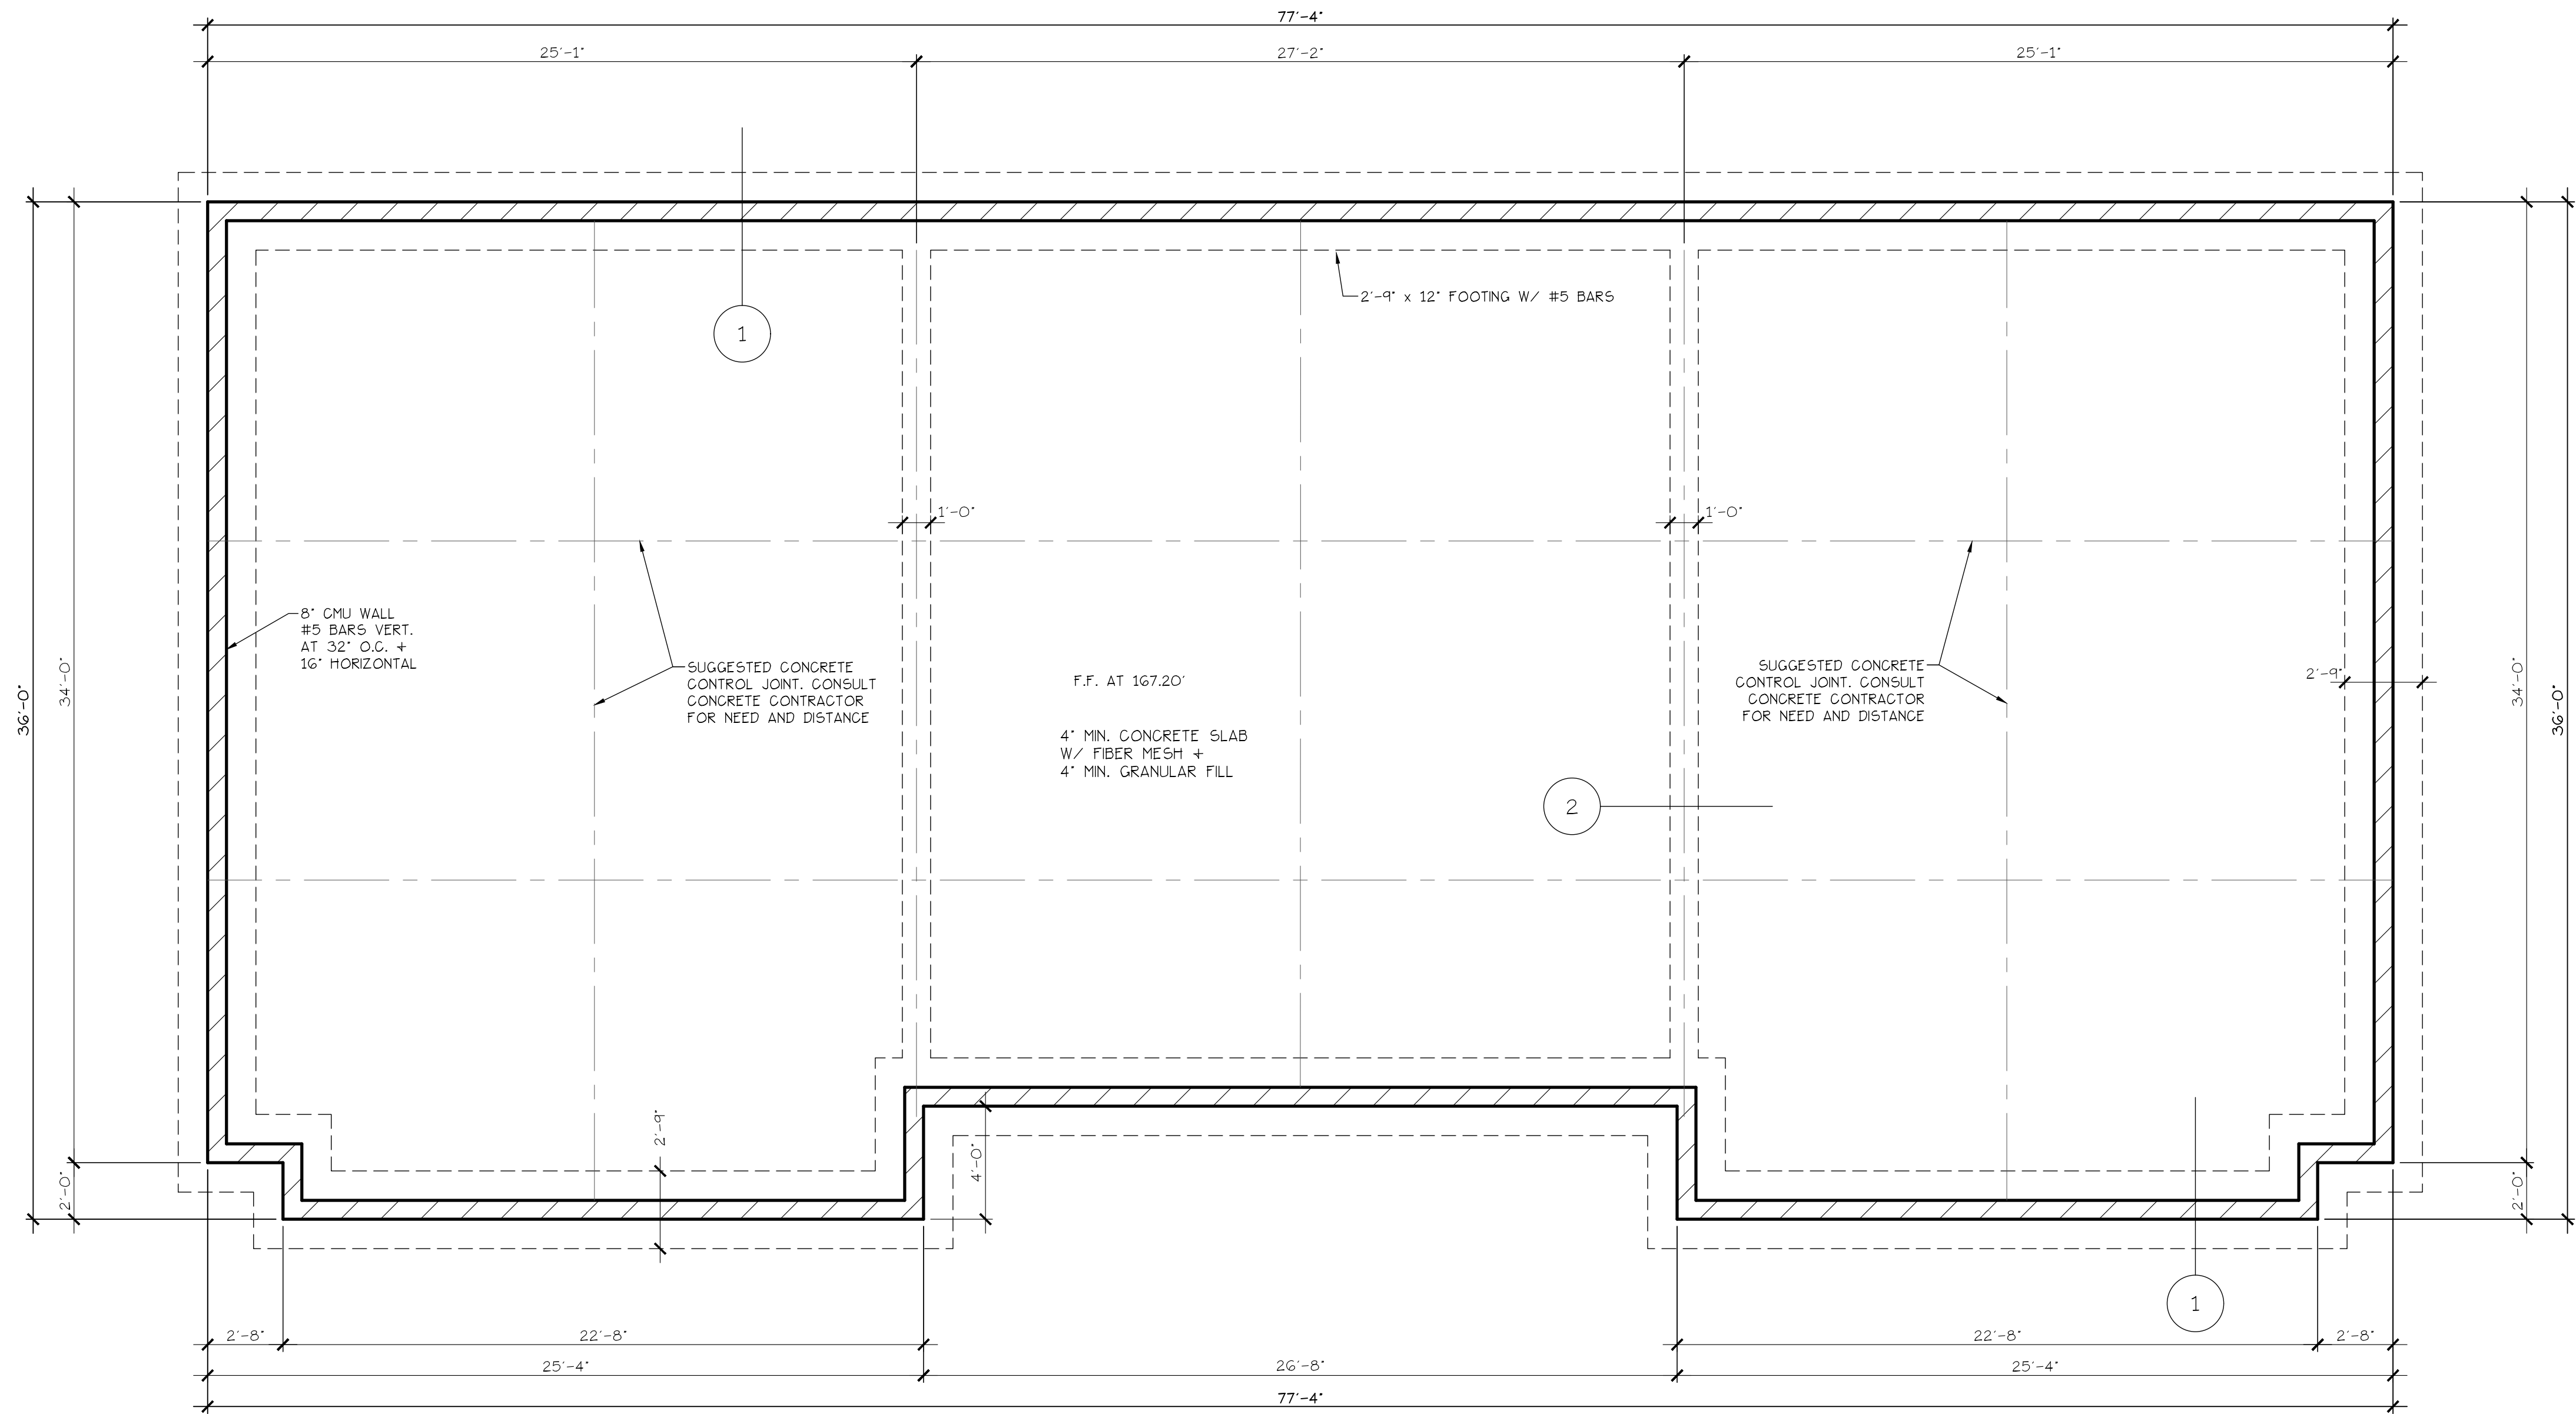 77'-4"
25'-1"
27'-2"
25'-1"
1
2'-9" x 12" FOOTING W/ #5 BARS
1'-0"
1'-0"
8" CMU WALL
#5 BARS VERT.
AT 32" O.C. +
16" HORIZONTAL
36'-0"
34'-0"
SUGGESTED CONCRETE
CONTROL JOINT. CONSULT
CONCRETE CONTRACTOR
FOR NEED AND DISTANCE
F.F. AT 167.20'
4" MIN. CONCRETE SLAB
W/ FIBER MESH +
4" MIN. GRANULAR FILL
SUGGESTED CONCRETE
CONTROL JOINT. CONSULT
CONCRETE CONTRACTOR
FOR NEED AND DISTANCE
2'-9"
34'-0"
36'-0"
2
2'-9"
4'-0"
2'-0"
2'-0"
1
2'-8"
22'-8"
22'-8"
2'-8"
25'-4"
26'-8"
25'-4"
77'-4"